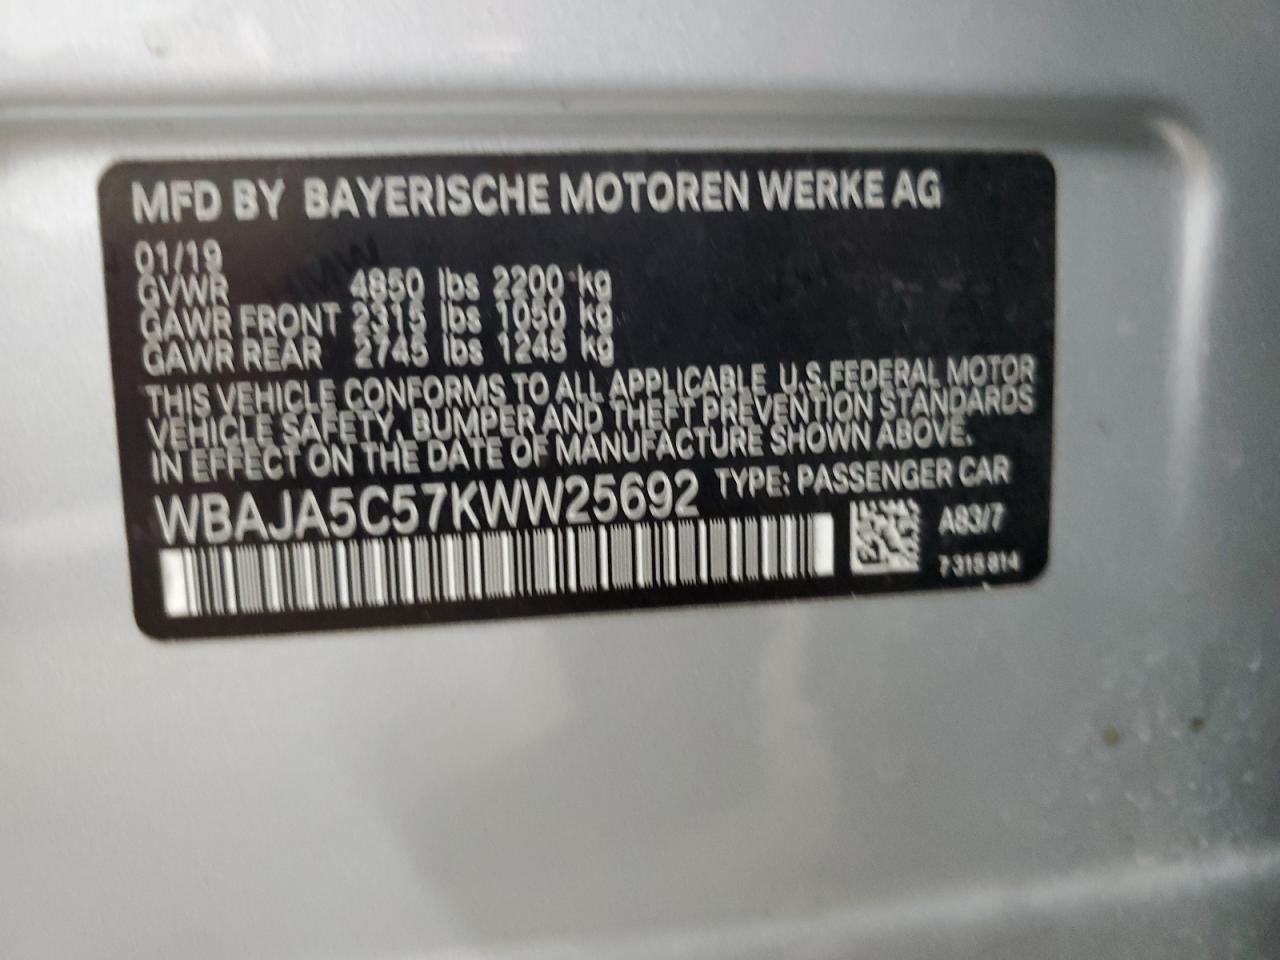 MFD BY BAYERISCHE MOTOREN WERKE AG
01/19
GVWR 4850 lbs 2200 kg
GAWR FRONT 2315 lbs 1050 kg
GAWR REAR 2745 lbs 1245 kg
THIS VEHICLE CONFORMS TO ALL APPLICABLE U.S.FEDERAL MOTOR
VEHICLE SAFETY, BUMPER AND THEFT PREVENTION STANDARDS
IN EFFECT ON THE DATE OF MANUFACTURE SHOWN ABOVE.
WBAJA5C57KWW25692 TYPE: PASSENGER CAR
A83/7
7 318 814